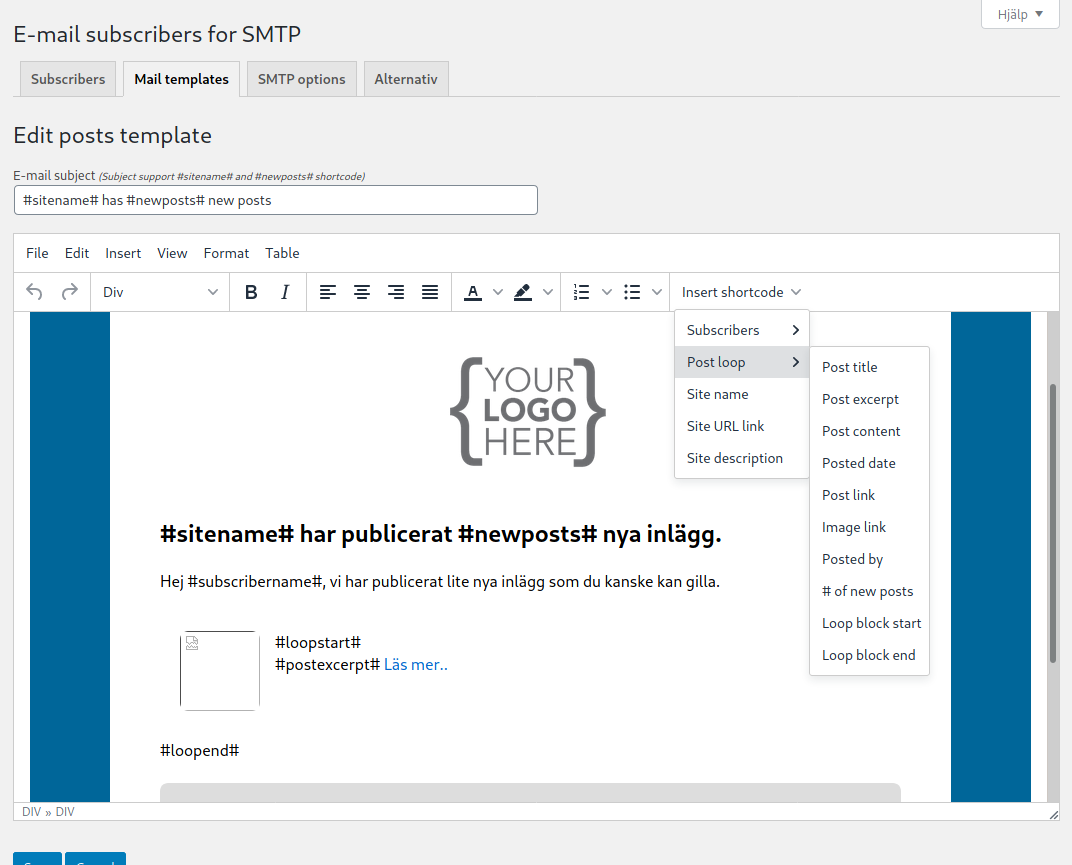 Hjälp
E-mail subscribers for SMTP
Subscribers
Mail templates
SMTP options
Alternativ
Edit posts template
E-mail subject (Subject support #sitename# and #newposts# shortcode)
#sitename# has #newposts# new posts
File Edit Insert View Format Table
Div B I A Insert shortcode
Subscribers
Post loop
Site name
Site URL link
Site description
Post title
Post excerpt
Post content
Posted date
Post link
Image link
Posted by
# of new posts
Loop block start
Loop block end
{YOUR
LOGO
HERE}
#sitename# har publicerat #newposts# nya inlägg.
Hej #subscribername#, vi har publicerat lite nya inlägg som du kanske kan gilla.
#loopstart#
#postexcerpt# Läs mer..
#loopend#
DIV » DIV